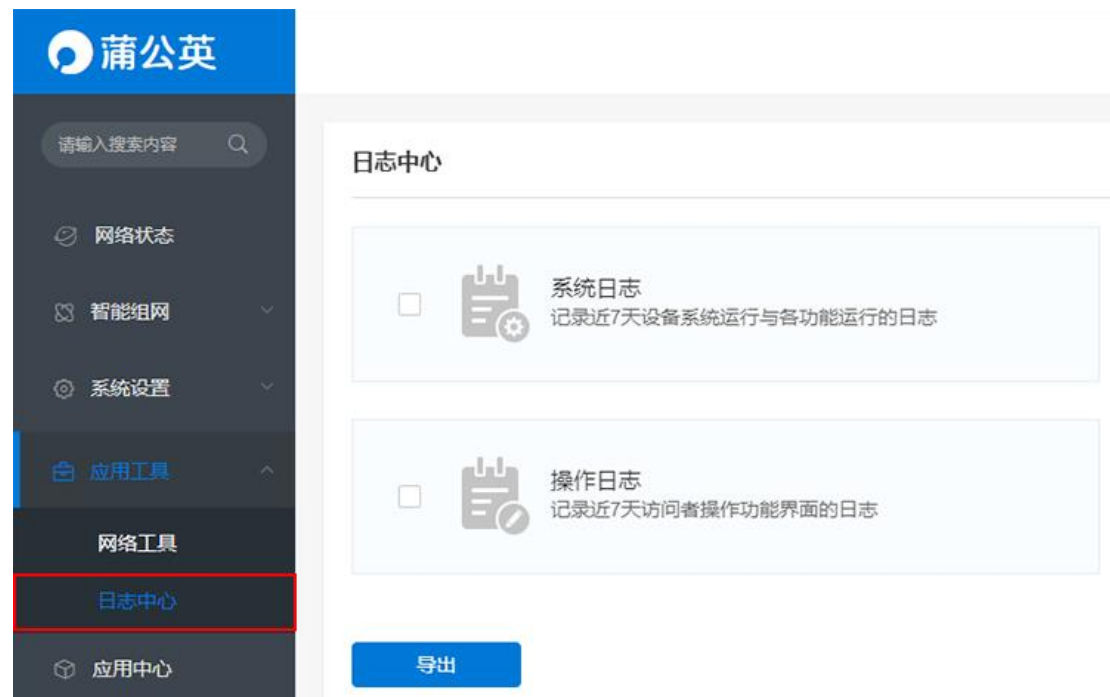 蒲公英
请输入搜索内容
网络状态
智能组网
系统设置
应用工具
网络工具
日志中心
应用中心
日志中心
系统日志
记录近7天设备系统运行与各功能运行的日志
操作日志
记录近7天访问者操作功能界面的日志
导出